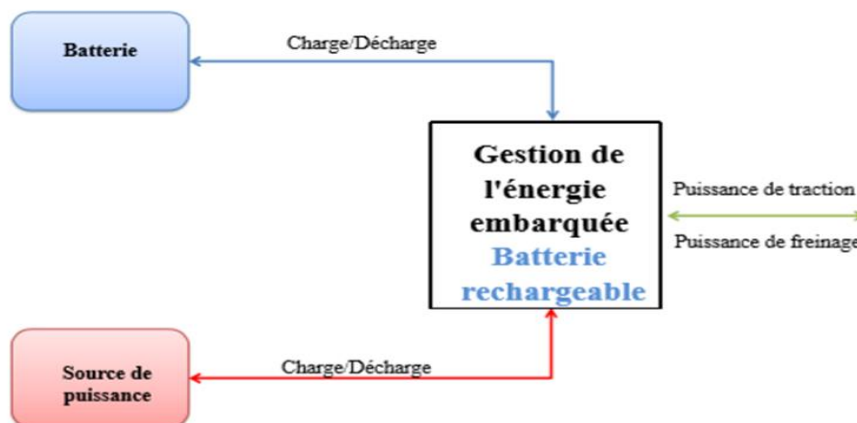 Batterie
Charge/Décharge
Gestion de
l'énergie
embarquée
Batterie
rechargeable
Puissance de traction
Puissance de freinage
Source de
puissance
Charge/Décharge